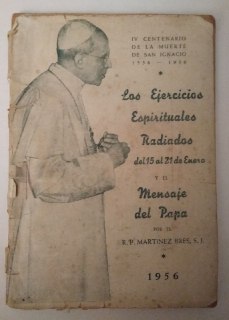 IV CENTENARIO
DE LA MUERTE
DE SAN IGNACIO
1556 - 1956
Los Ejercicios
Espirituales
Radiados
del 15 al 21 de Enero
Y EL
Mensaje
del Papa
POR EL
R. P. MARTINEZ
S. J.
1956